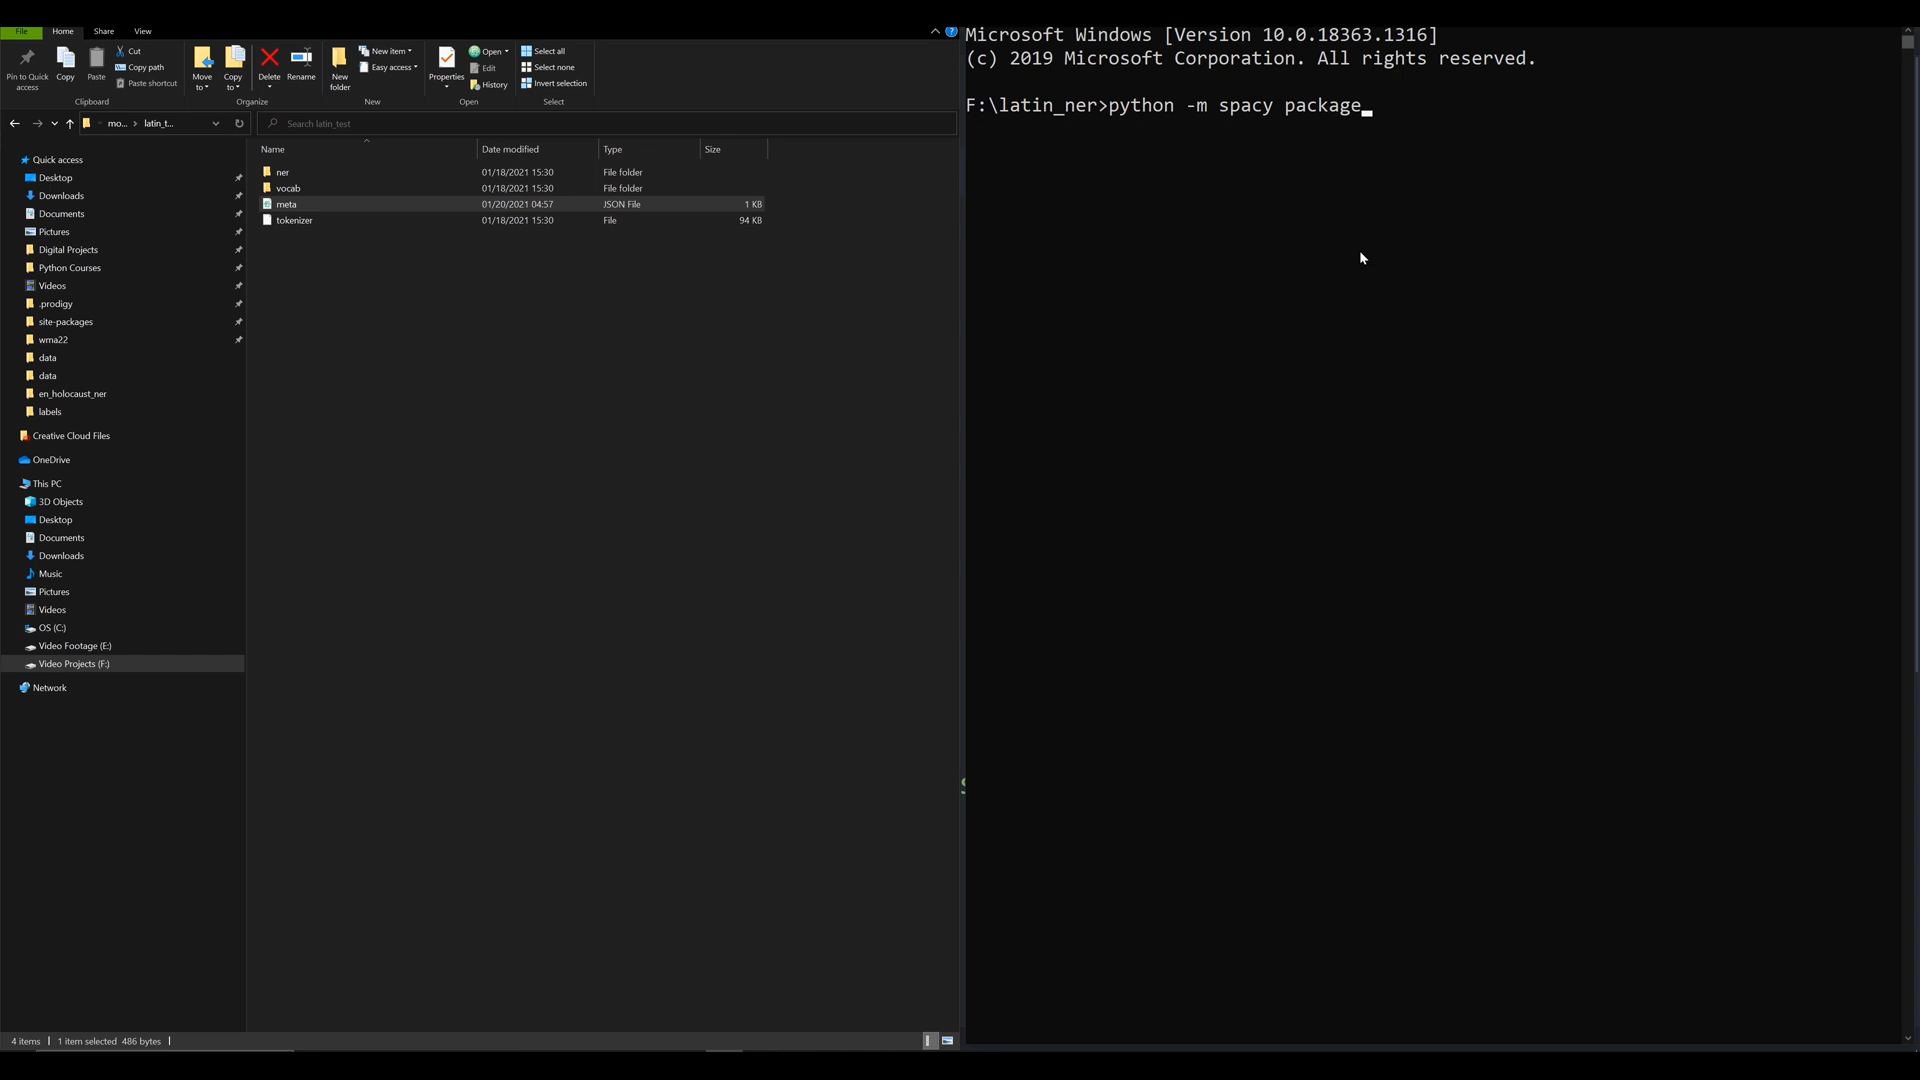 File Home Share View
Pin to Quick access
Copy
Paste
Cut
Copy path
Paste shortcut
Clipboard
Move to
Copy to
Delete
Rename
Organize
New folder
New item
Easy access
New
Properties
Open
Edit
History
Open
Select all
Select none
Invert selection
Select
mo... latin_t...
Search latin_test
Name Date modified Type Size
ner 01/18/2021 15:30 File folder
vocab 01/18/2021 15:30 File folder
meta 01/20/2021 04:57 JSON File 1 KB
tokenizer 01/18/2021 15:30 File 94 KB
Quick access
Desktop
Downloads
Documents
Pictures
Digital Projects
Python Courses
Videos
.prodigy
site-packages
wma22
data
data
en_holocaust_ner
labels
Creative Cloud Files
OneDrive
This PC
3D Objects
Desktop
Documents
Downloads
Music
Pictures
Videos
OS (C:)
Video Footage (E:)
Video Projects (F:)
Network
4 items 1 item selected 486 bytes
Microsoft Windows [Version 10.0.18363.1316]
(c) 2019 Microsoft Corporation. All rights reserved.
F:\latin_ner>python -m spacy package